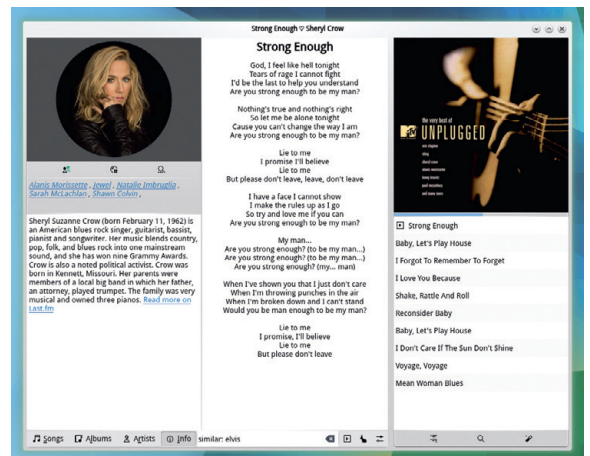 Strong Enough ♡ Sheryl Crow
Alanis Morissette , Jewel , Natalie Imbruglia ,
Sarah McLachlan , Shawn Colvin ,
Sheryl Suzanne Crow (born February 11, 1962) is
an American blues rock singer, guitarist, bassist,
pianist and songwriter. Her music blends country,
pop, folk, and blues rock into one mainstream
sound, and she has won nine Grammy Awards.
Crow is also a noted political activist. Crow was
born in Kennett, Missouri. Her parents were
members of a local big band in which her father,
an attorney, played trumpet. The family was very
musical and owned three pianos. Read more on
Last.fm
Strong Enough
God, I feel like hell tonight
Tears of rage I cannot fight
I'd be the last to help you understand
Are you strong enough to be my man?
Nothing's true and nothing's right
So let me be alone tonight
Cause you can't change the way I am
Are you strong enough to be my man?
Lie to me
I promise I'll believe
Lie to me
But please don't leave, leave, don't leave
I have a face I cannot show
I make the rules up as I go
So try and love me if you can
Are you strong enough to be my man?
My man...
Are you strong enough? (to be my man...)
Are you strong enough? (to be my man...)
Are you strong enough? (my... man)
When I've shown you that I just don't care
When I'm throwing punches in the air
When I'm broken down and I can't stand
Would you be man enough to be my man?
Lie to me
I promise, I'll believe
Lie to me
But please don't leave
the very best of
MTV UNPLUGGED
eric clapton
sting
sheryl crow
bryan adams
paul mccartney
and many more
Strong Enough
Baby, Let's Play House
I Forgot To Remember To Forget
I Love You Because
Shake, Rattle And Roll
Reconsider Baby
Baby, Let's Play House
I Don't Care If The Sun Don't Shine
Voyage, Voyage
Mean Woman Blues
Songs Albums Artists Info similar: elvis